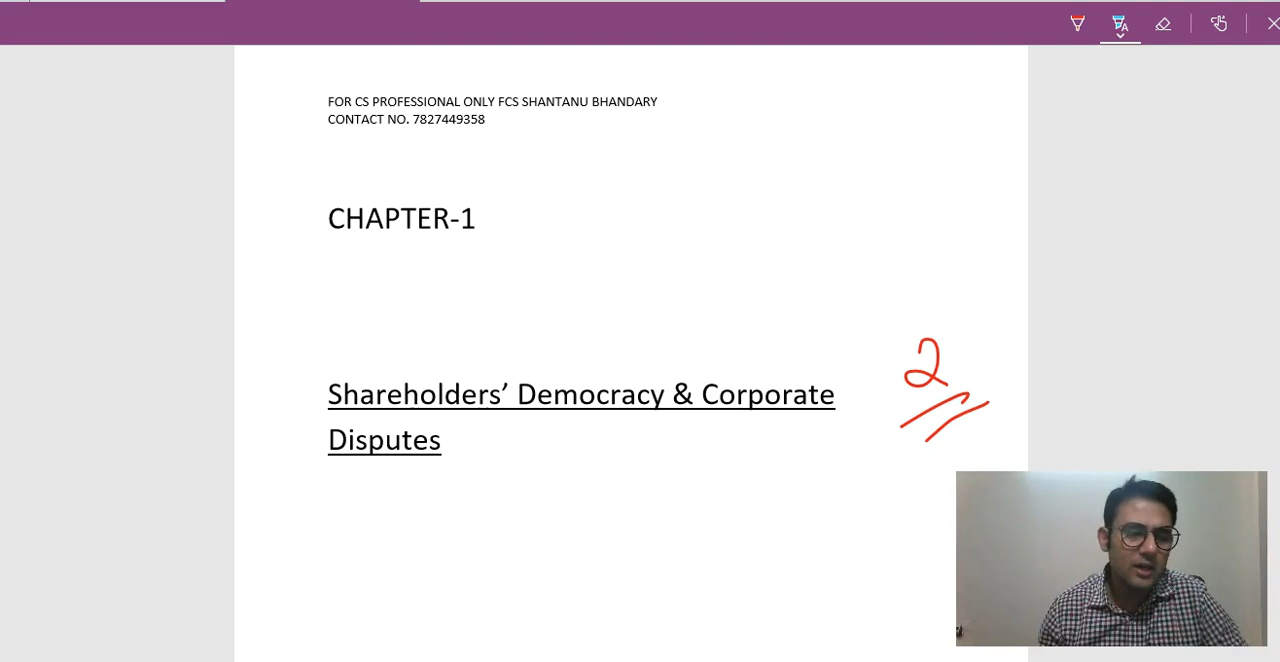 FOR CS PROFESSIONAL ONLY FCS SHANTANU BHANDARY
CONTACT NO. 7827449358
CHAPTER-1
Shareholders’ Democracy & Corporate
Disputes
2